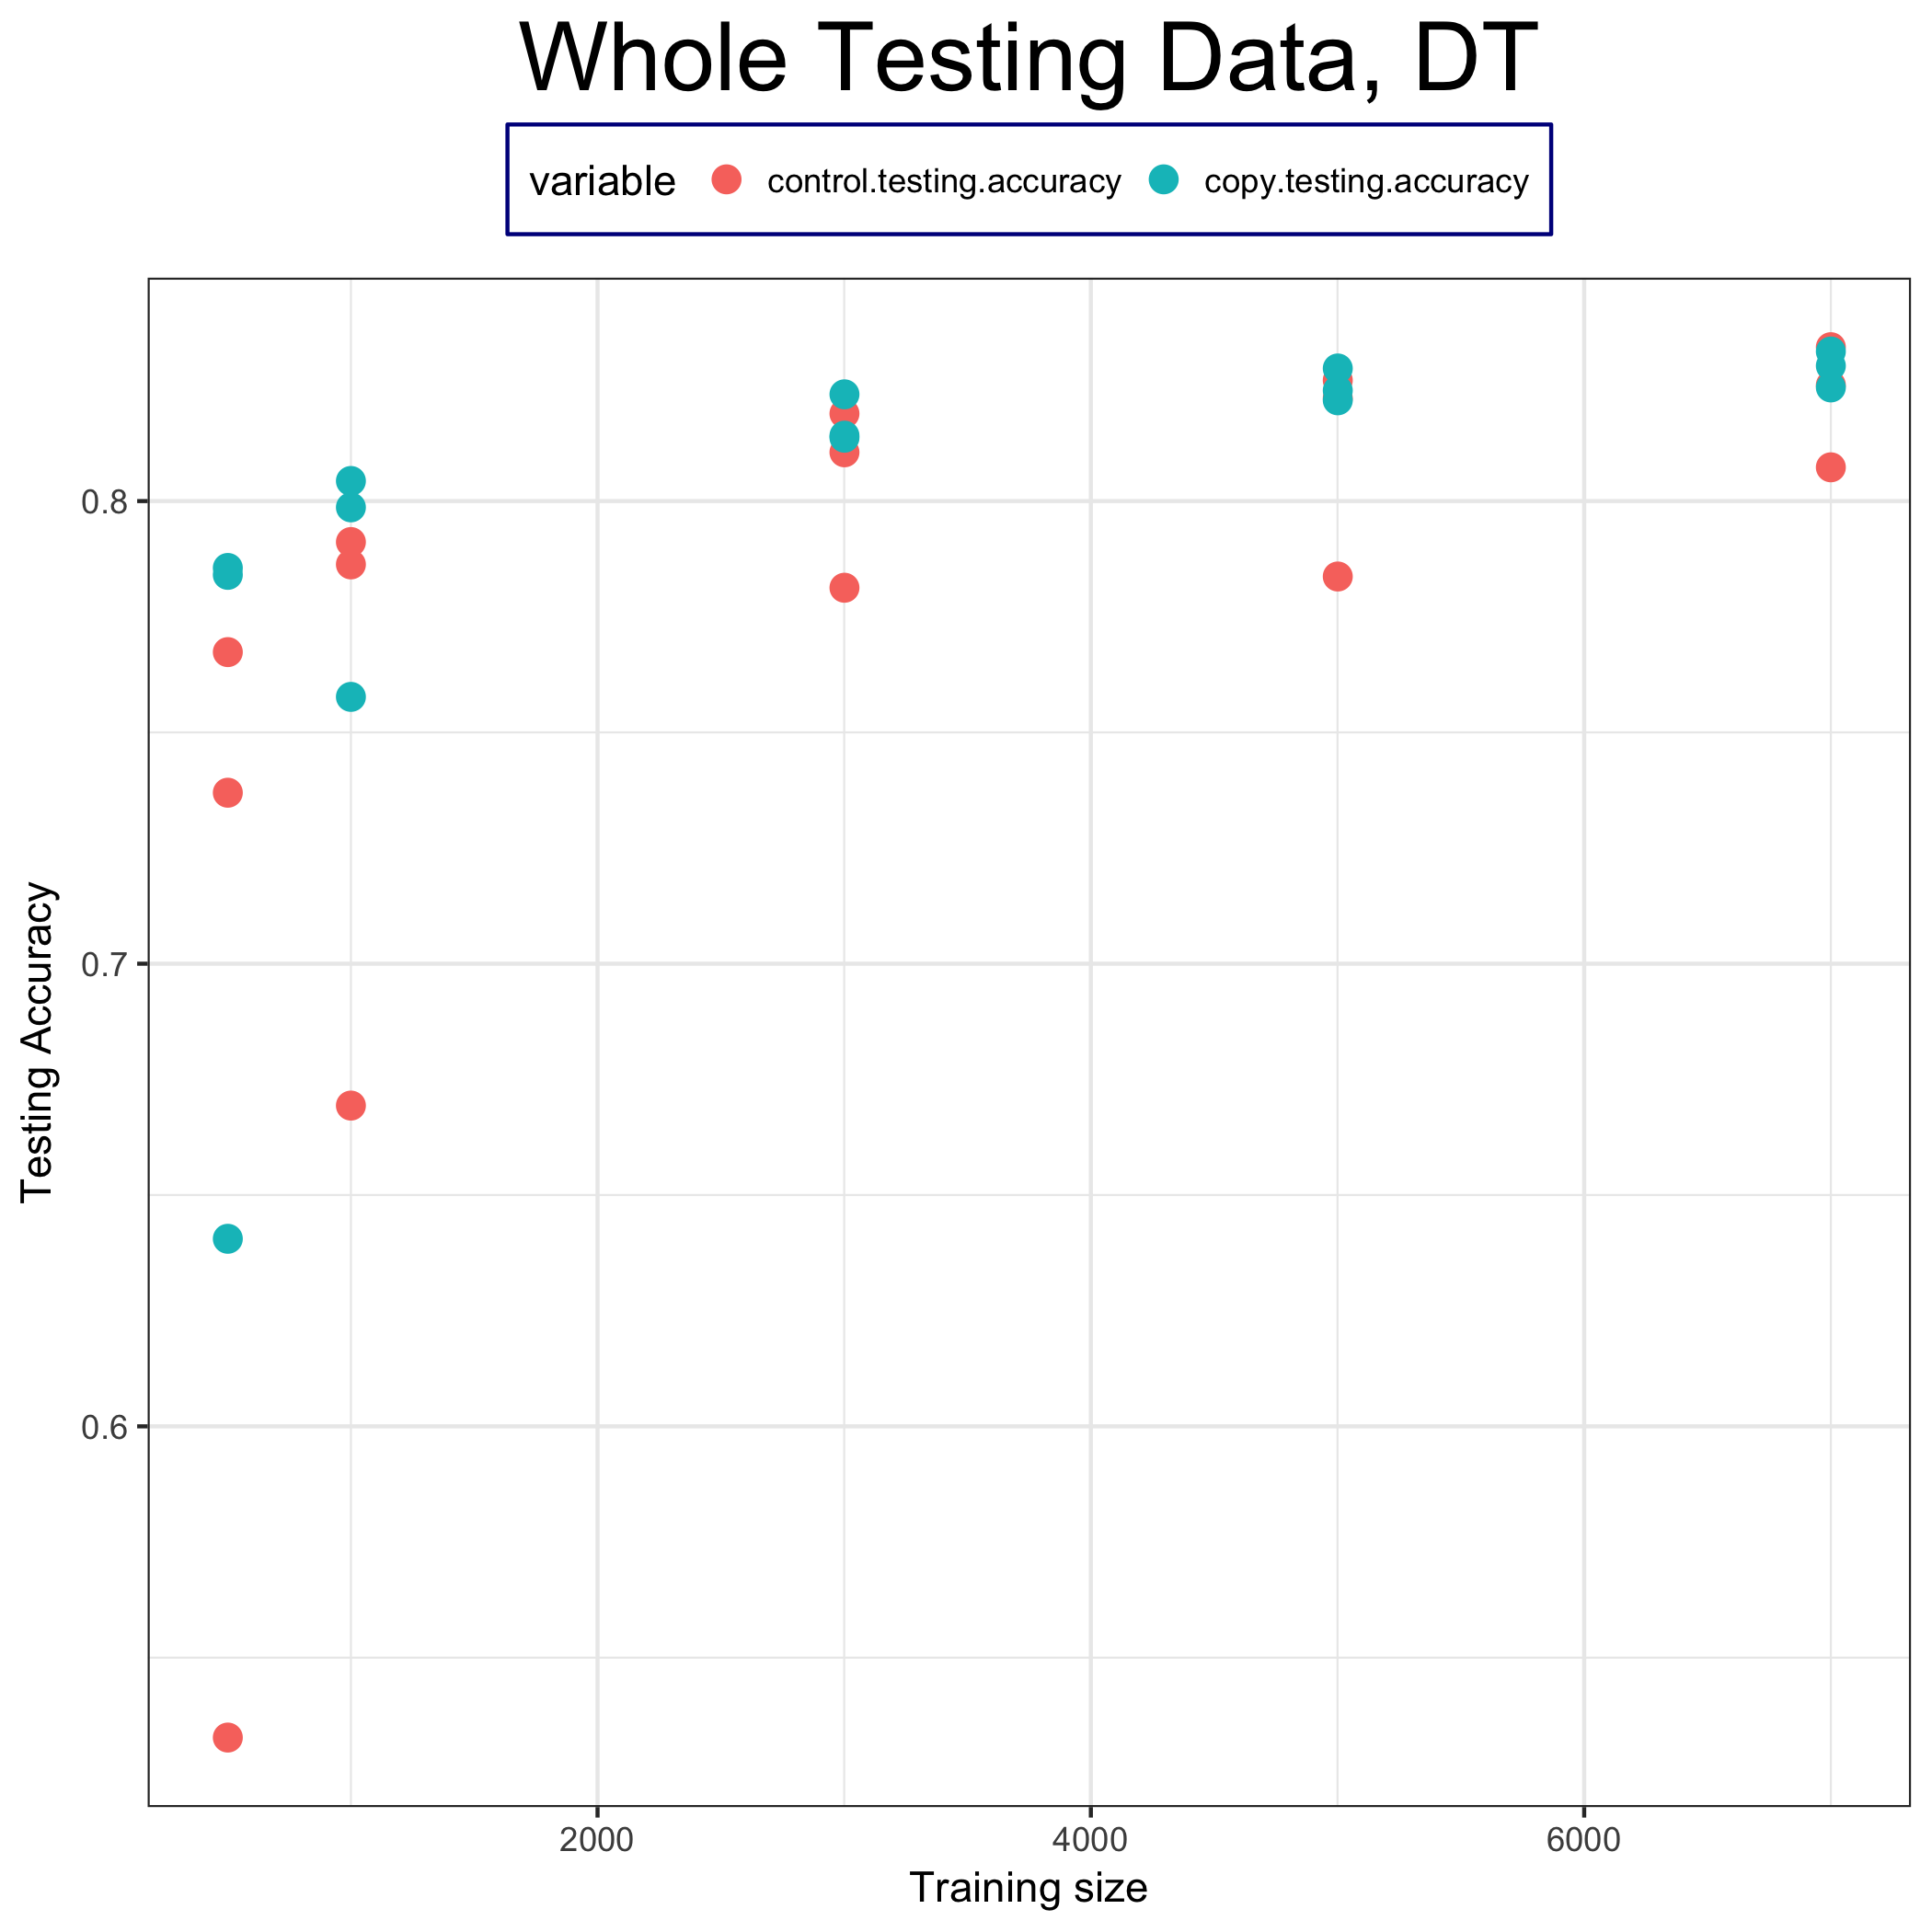 Whole Testing Data, DT
variable control.testing.accuracy copy.testing.accuracy
Testing Accuracy
0.8
0.7
0.6
2000 4000 6000
Training size